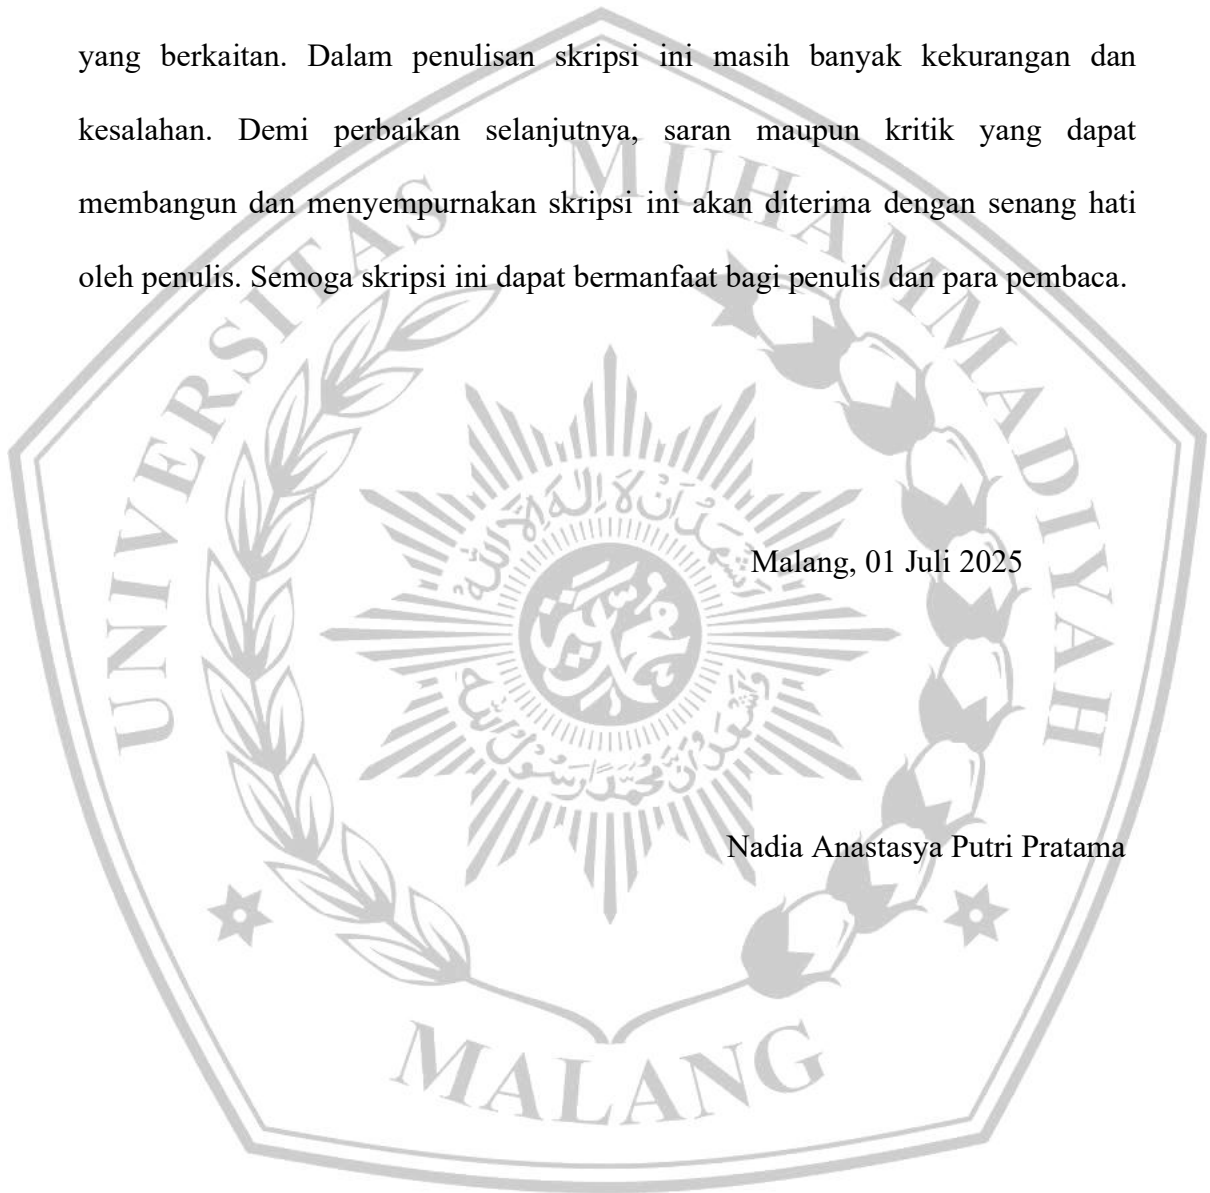 yang berkaitan. Dalam penulisan skripsi ini masih banyak kekurangan dan
kesalahan. Demi perbaikan selanjutnya, saran maupun kritik yang dapat
membangun dan menyempurnakan skripsi ini akan diterima dengan senang hati
oleh penulis. Semoga skripsi ini dapat bermanfaat bagi penulis dan para pembaca.
UNIVERSITAS MUHAMMADIYAH
Malang, 01 Juli 2025
Nadia Anastasya Putri Pratama
MALANG